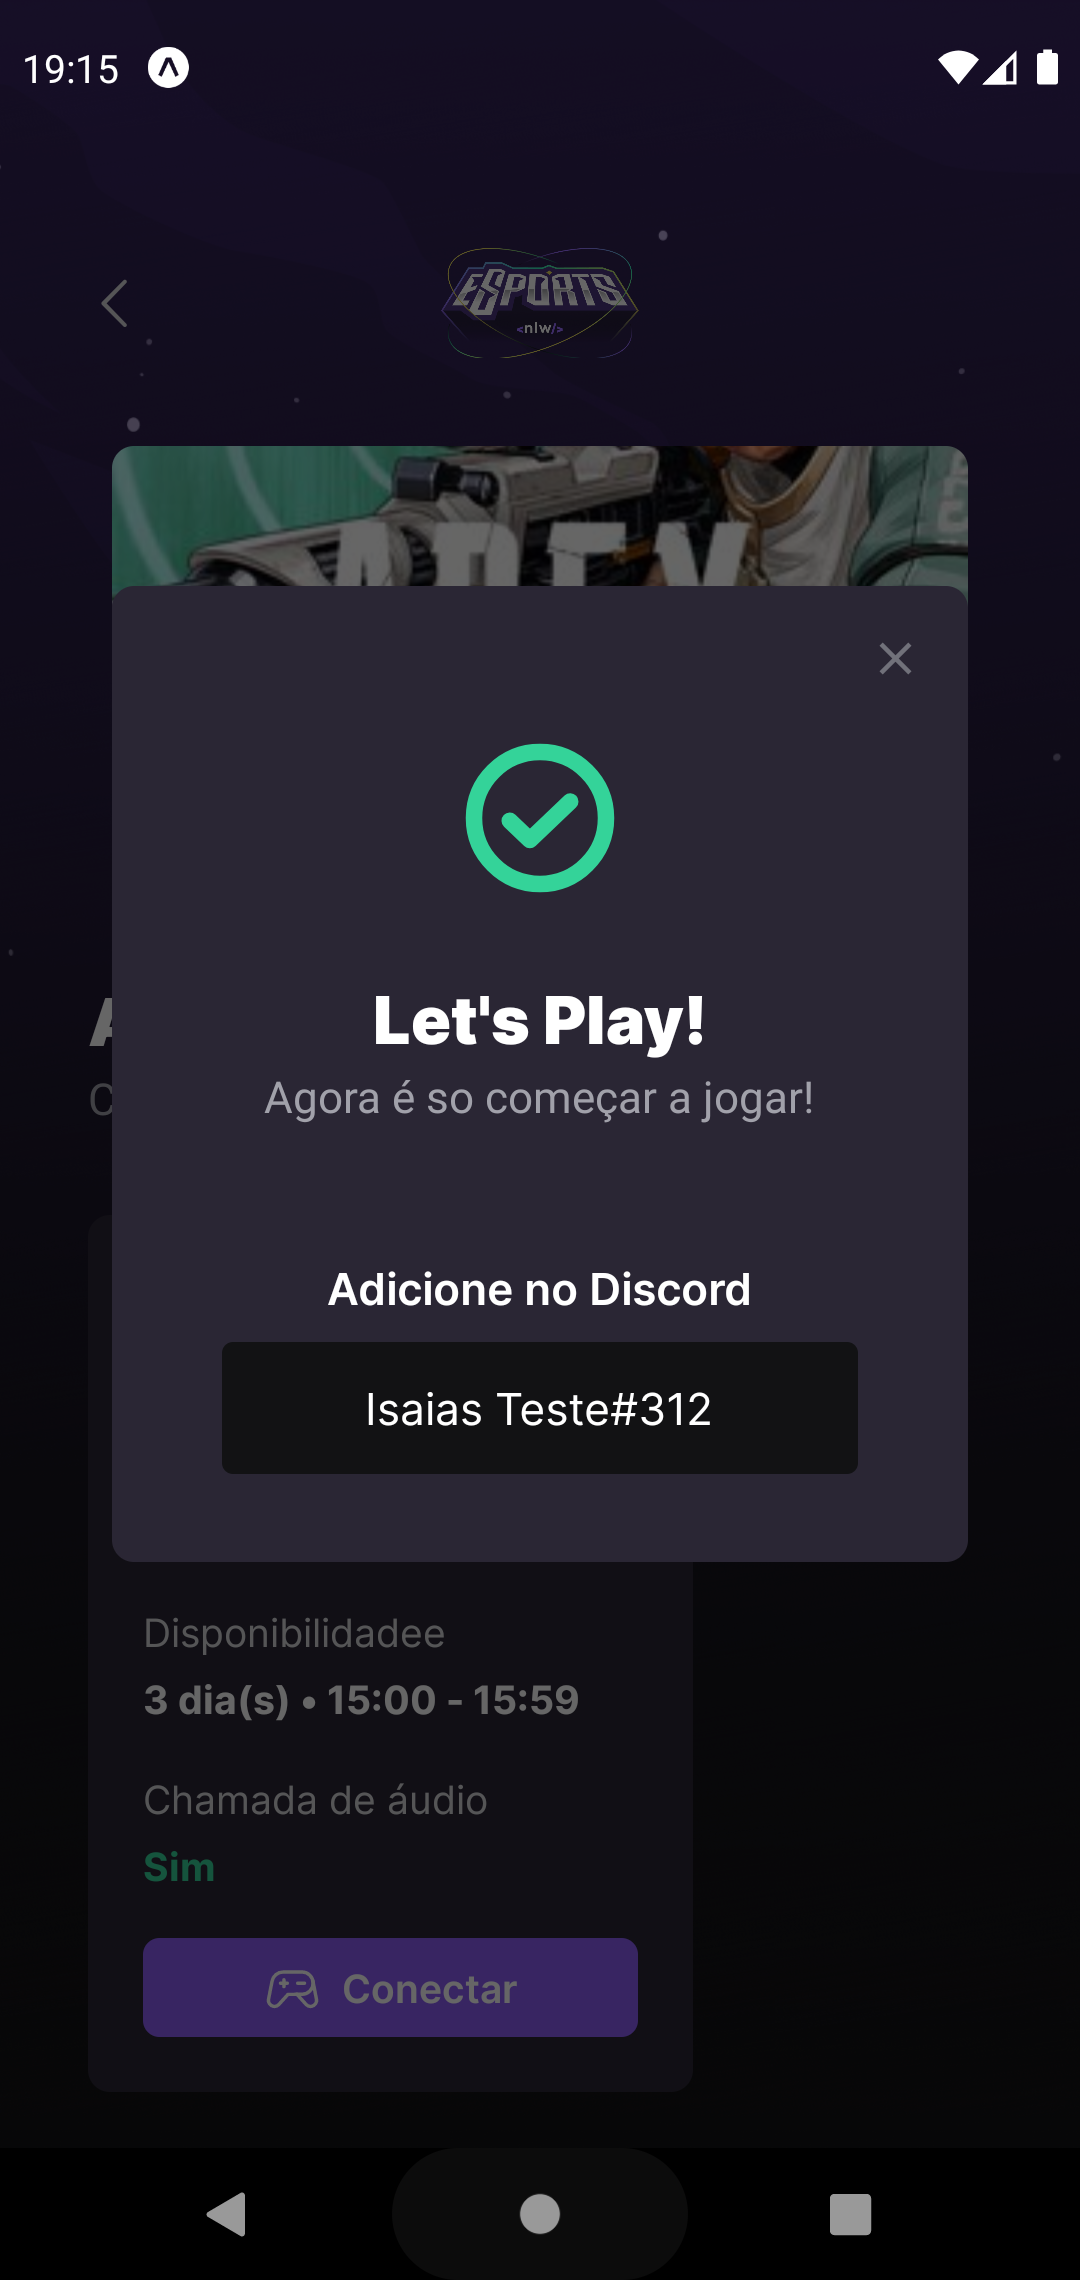 19:15
ESPORTS
<nlw/>
APEX
Let's Play!
Agora é so começar a jogar!
Adicione no Discord
Isaias Teste#312
Disponibilidadee
3 dia(s) • 15:00 - 15:59
Chamada de áudio
Sim
Conectar